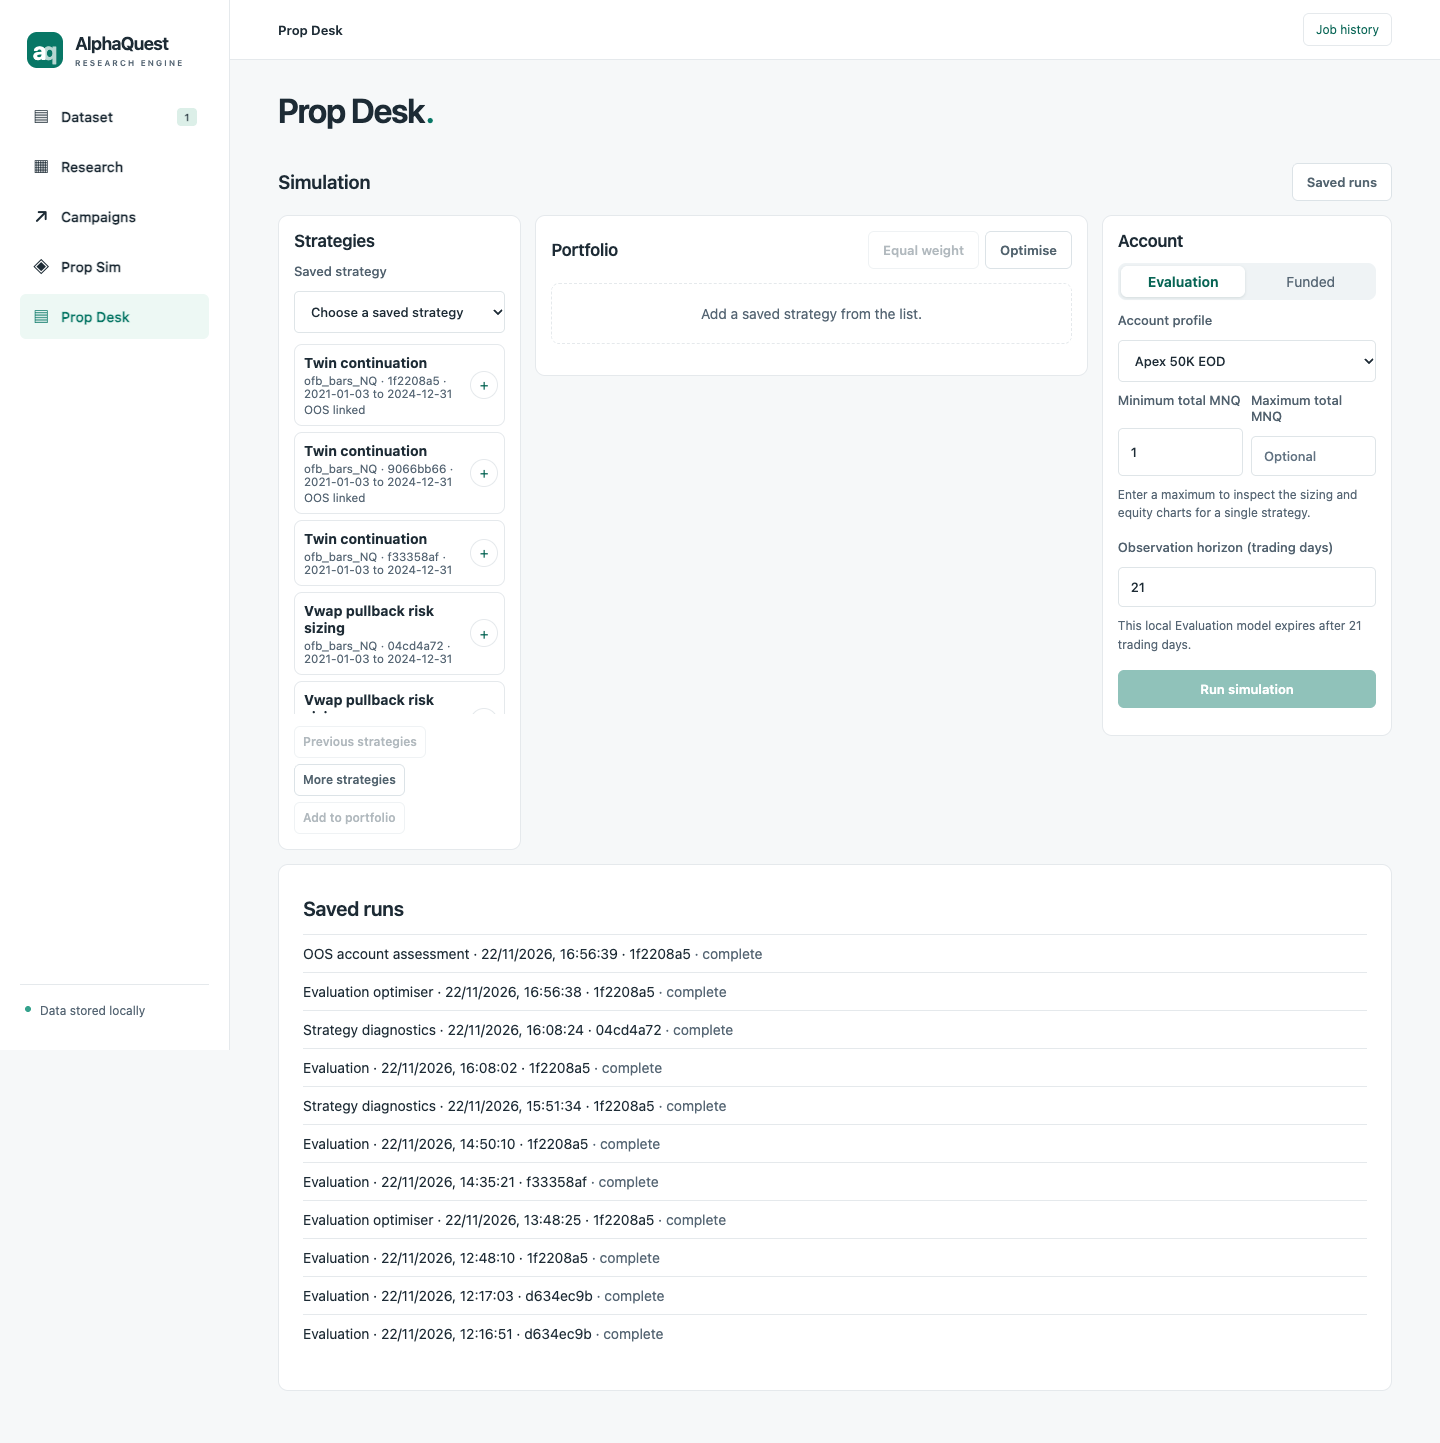 aq
AlphaQuest
RESEARCH ENGINE
Dataset
1
Research
Campaigns
Prop Sim
Prop Desk
Data stored locally
Prop Desk
Job history
Prop Desk.
Simulation
Saved runs
Strategies
Saved strategy
Choose a saved strategy
Twin continuation
ofb_bars_NQ · 1f2208a5 ·
2021-01-03 to 2024-12-31
OOS linked
+
Twin continuation
ofb_bars_NQ · 9066bb66 ·
2021-01-03 to 2024-12-31
OOS linked
+
Twin continuation
ofb_bars_NQ · f33358af ·
2021-01-03 to 2024-12-31
+
Vwap pullback risk
sizing
ofb_bars_NQ · 04cd4a72 ·
2021-01-03 to 2024-12-31
+
Vwap pullback risk
Previous strategies
More strategies
Add to portfolio
Portfolio
Equal weight
Optimise
Add a saved strategy from the list.
Account
Evaluation
Funded
Account profile
Apex 50K EOD
Minimum total MNQ
1
Maximum total
MNQ
Optional
Enter a maximum to inspect the sizing and
equity charts for a single strategy.
Observation horizon (trading days)
21
This local Evaluation model expires after 21
trading days.
Run simulation
Saved runs
OOS account assessment · 22/11/2026, 16:56:39 · 1f2208a5 · complete
Evaluation optimiser · 22/11/2026, 16:56:38 · 1f2208a5 · complete
Strategy diagnostics · 22/11/2026, 16:08:24 · 04cd4a72 · complete
Evaluation · 22/11/2026, 16:08:02 · 1f2208a5 · complete
Strategy diagnostics · 22/11/2026, 15:51:34 · 1f2208a5 · complete
Evaluation · 22/11/2026, 14:50:10 · 1f2208a5 · complete
Evaluation · 22/11/2026, 14:35:21 · f33358af · complete
Evaluation optimiser · 22/11/2026, 13:48:25 · 1f2208a5 · complete
Evaluation · 22/11/2026, 12:48:10 · 1f2208a5 · complete
Evaluation · 22/11/2026, 12:17:03 · d634ec9b · complete
Evaluation · 22/11/2026, 12:16:51 · d634ec9b · complete